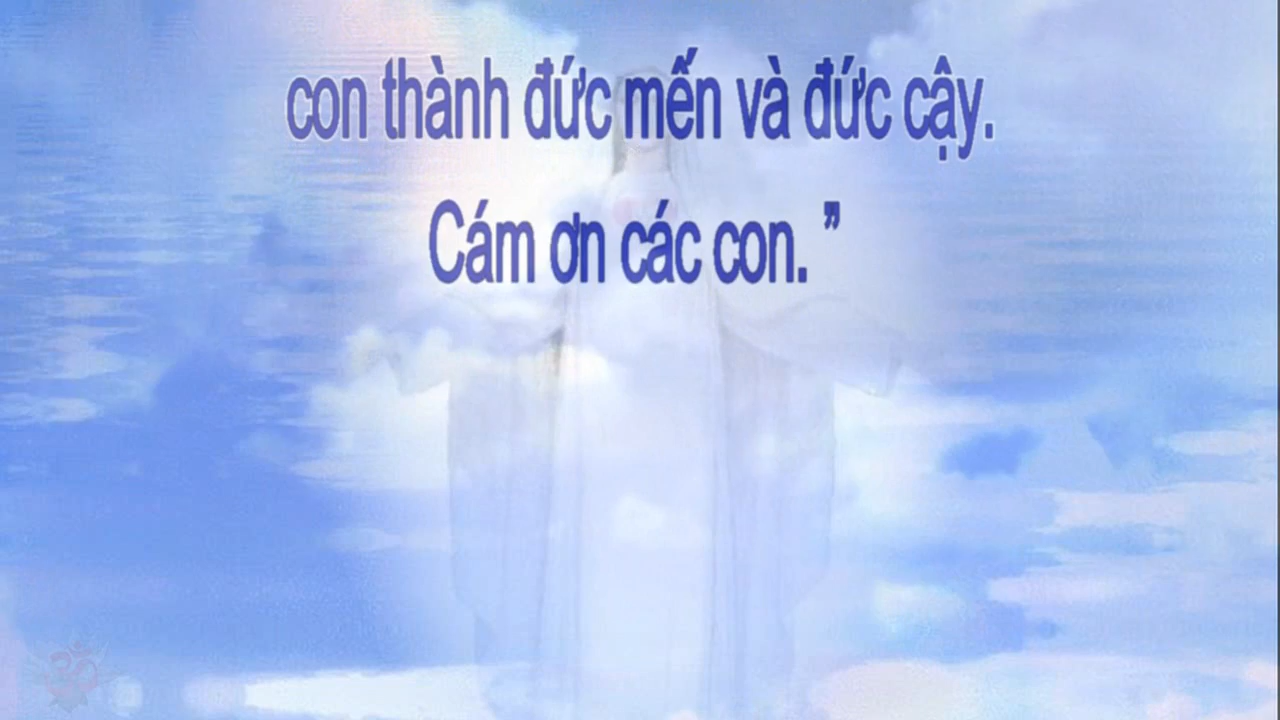 con thành đức mến và đức cậy.
Cám ơn các con. ”